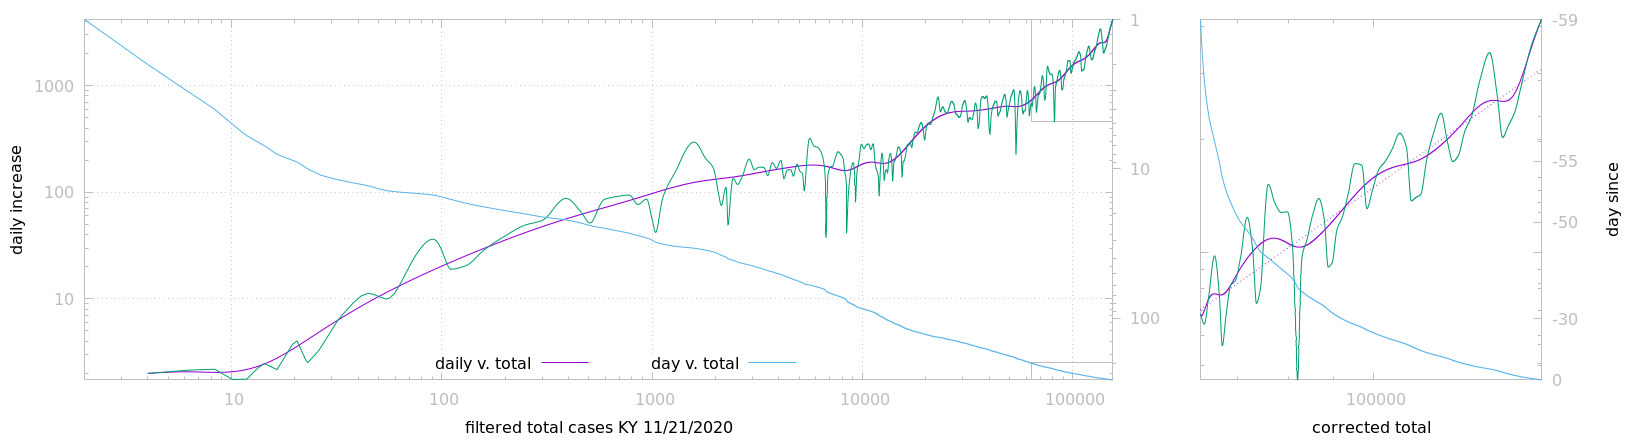 1 -59
1000
daily increase
10 -55
100
-50
day since
10
100 -30
daily v. total day v. total
0
10 100 1000 10000 100000 100000
filtered total cases KY 11/21/2020 corrected total